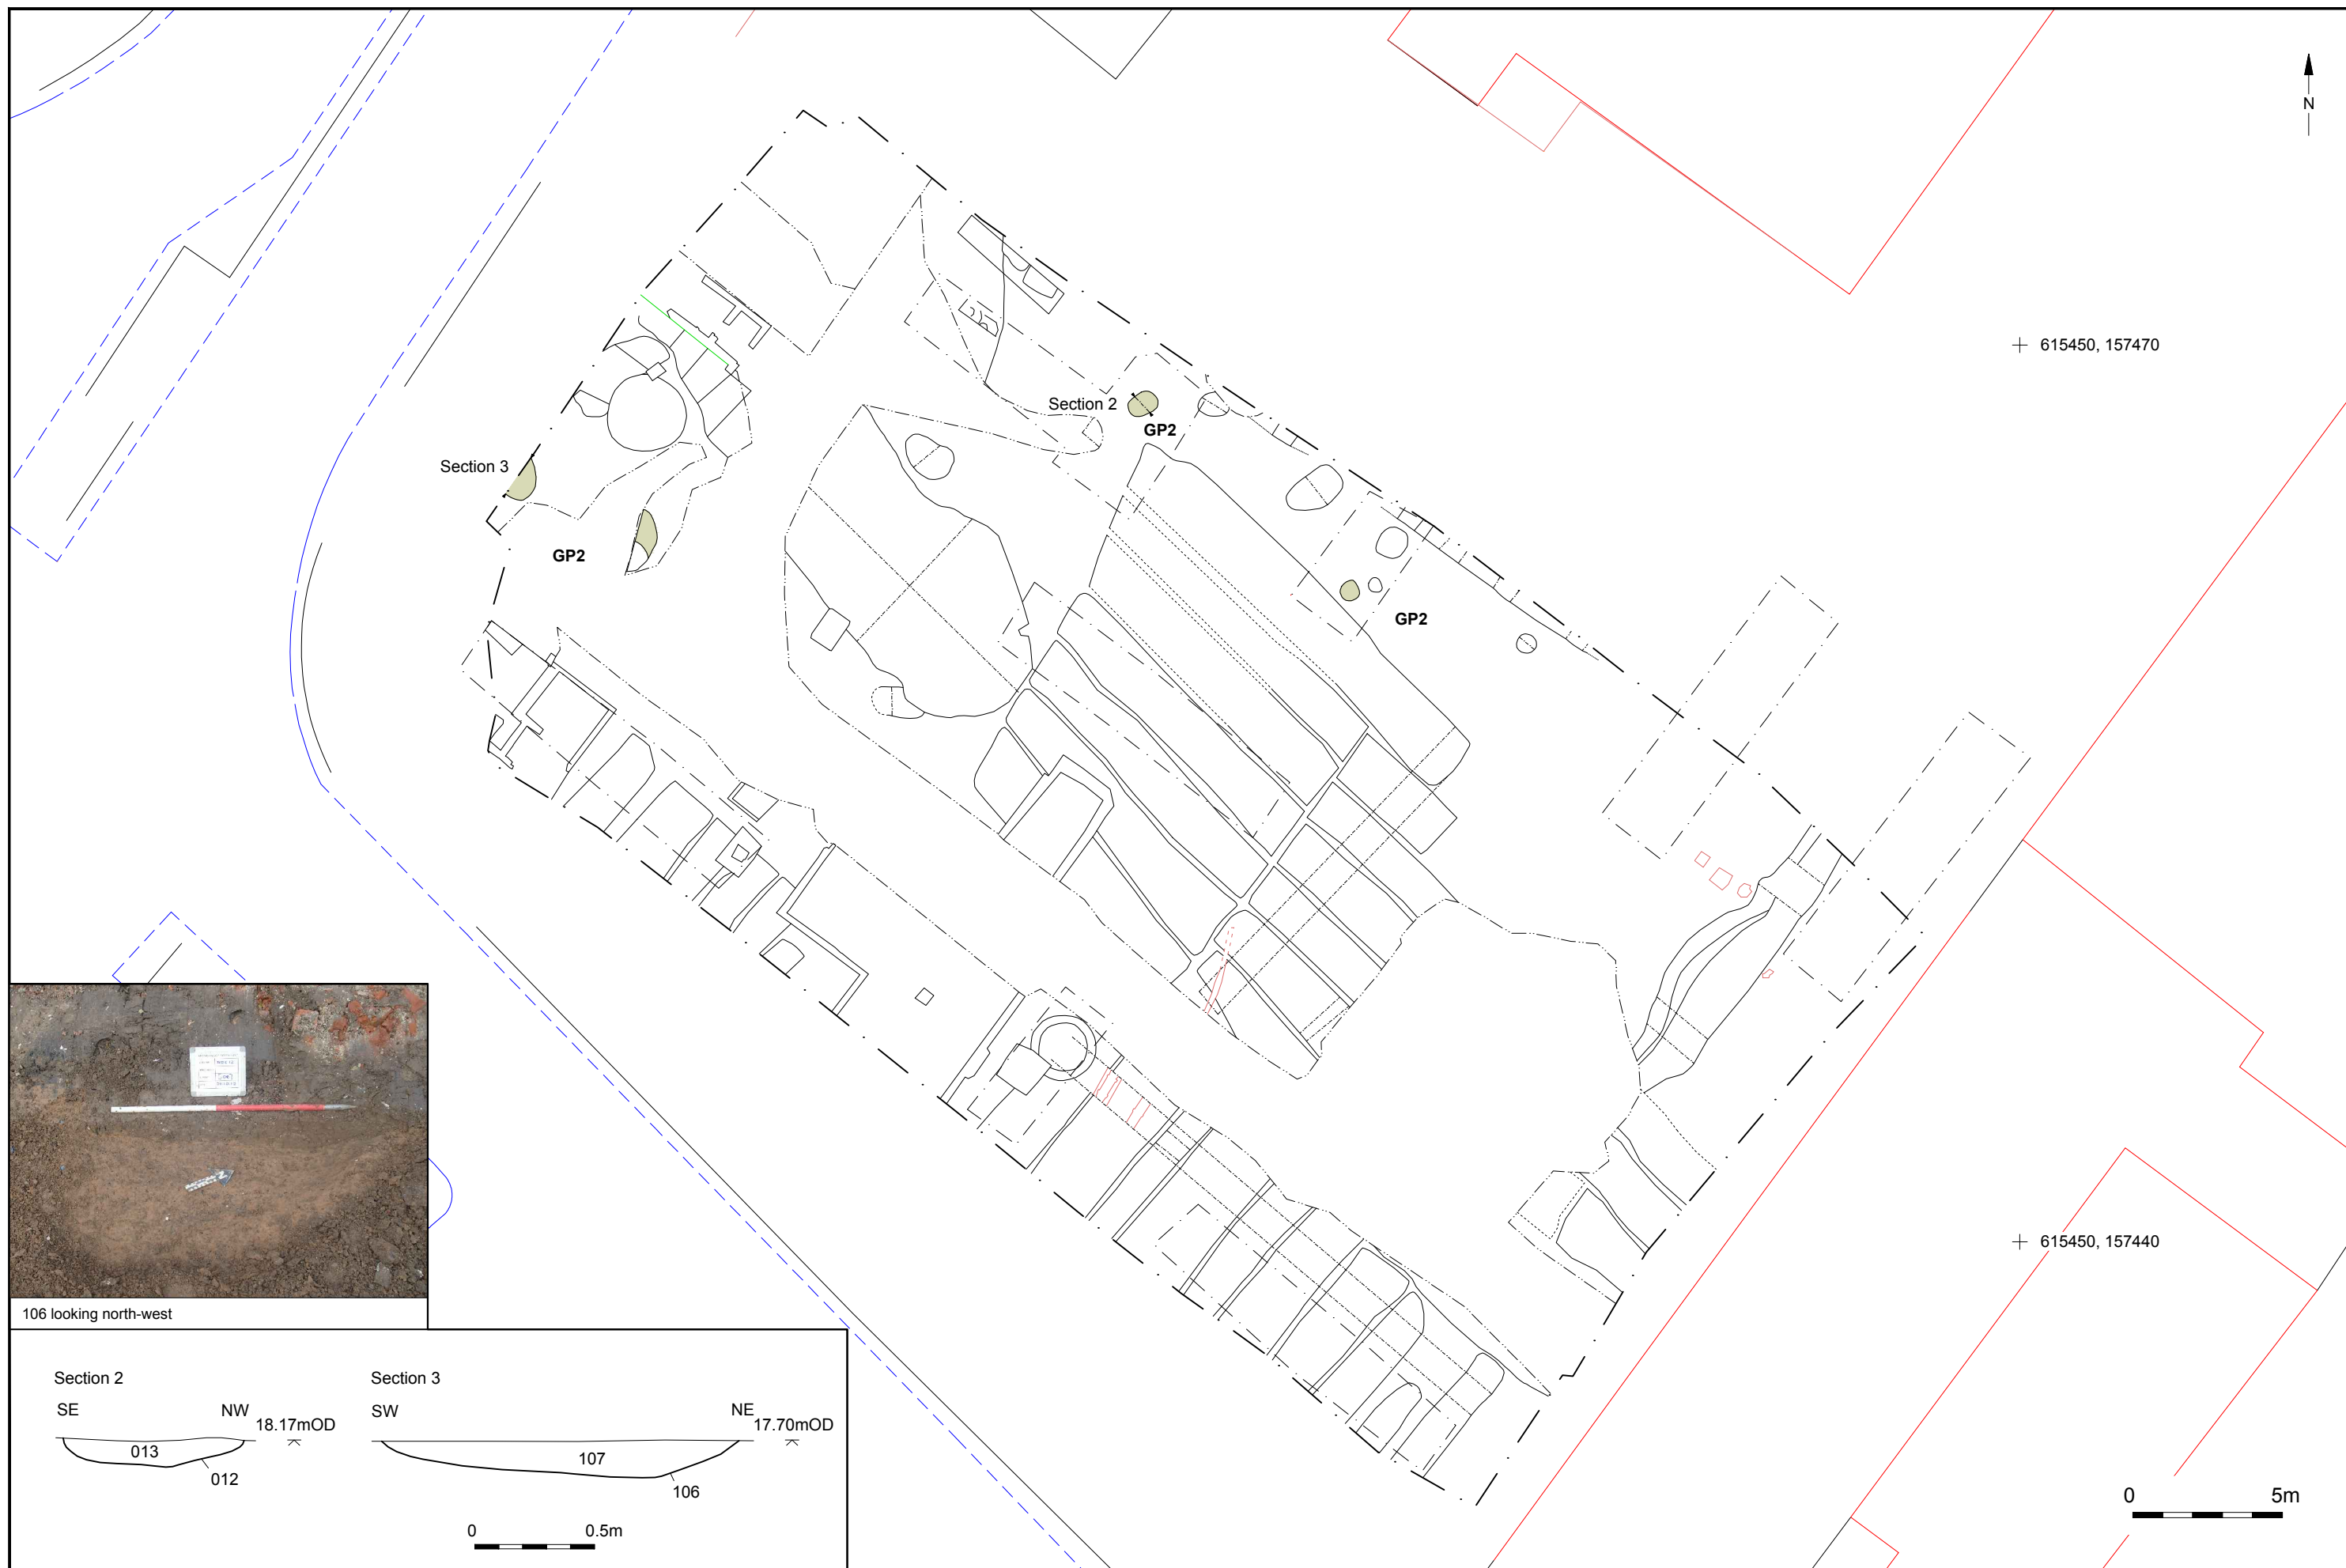 N
615450, 157470
Section 2
GP2
Section 3
GP2
GP2
615450, 157440
106 looking north-west
Section 2
SE
NW
18.17mOD
013
012
Section 3
SW
NE
17.70mOD
107
106
0
0.5m
0
5m